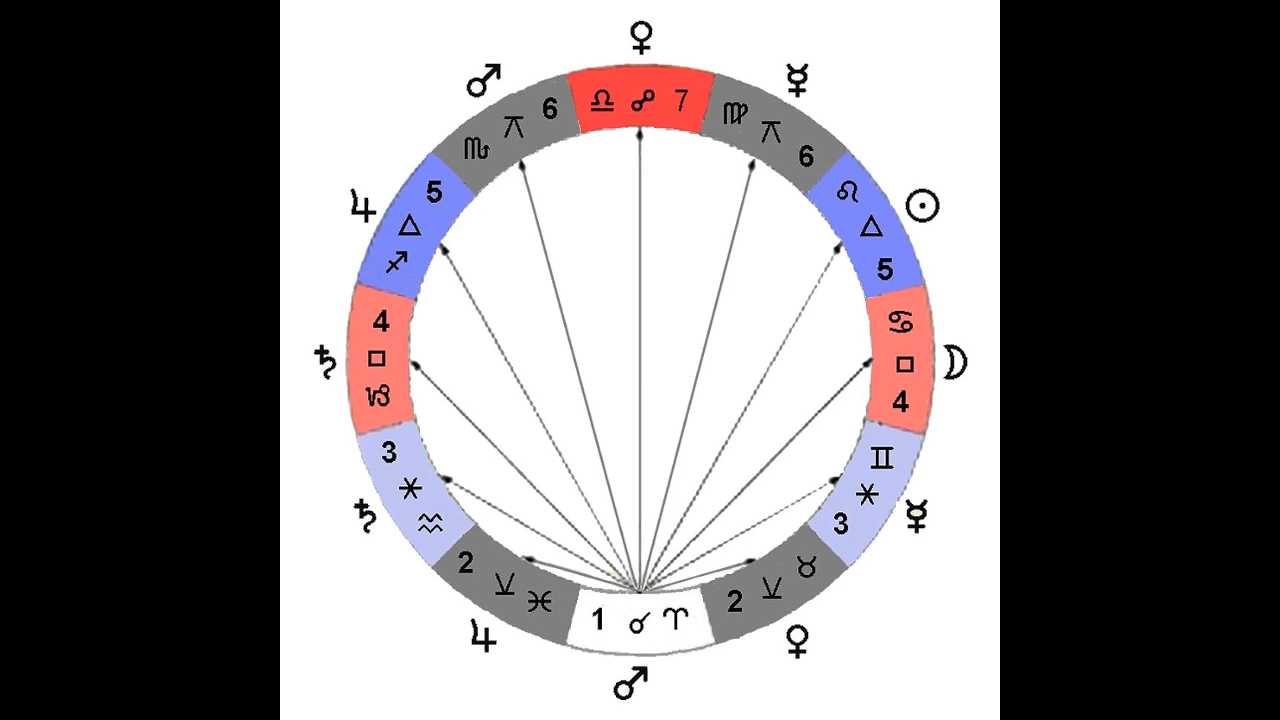 ♀
♂ ☿
♏ ⚻ 6 ♎ ☍ 7 ♍ ⚻ 6
♃ ☉
5 △ ♐ ♌ △ 5
♄ ☽
4 □ ♑ ♋ □ 4
♄ ☿
3 ⚹ ♒ ♊ ⚹ 3
2 ⚺ ♓ 1 ☌ ♈ 2 ⚺ ♉
♃ ♀
♂